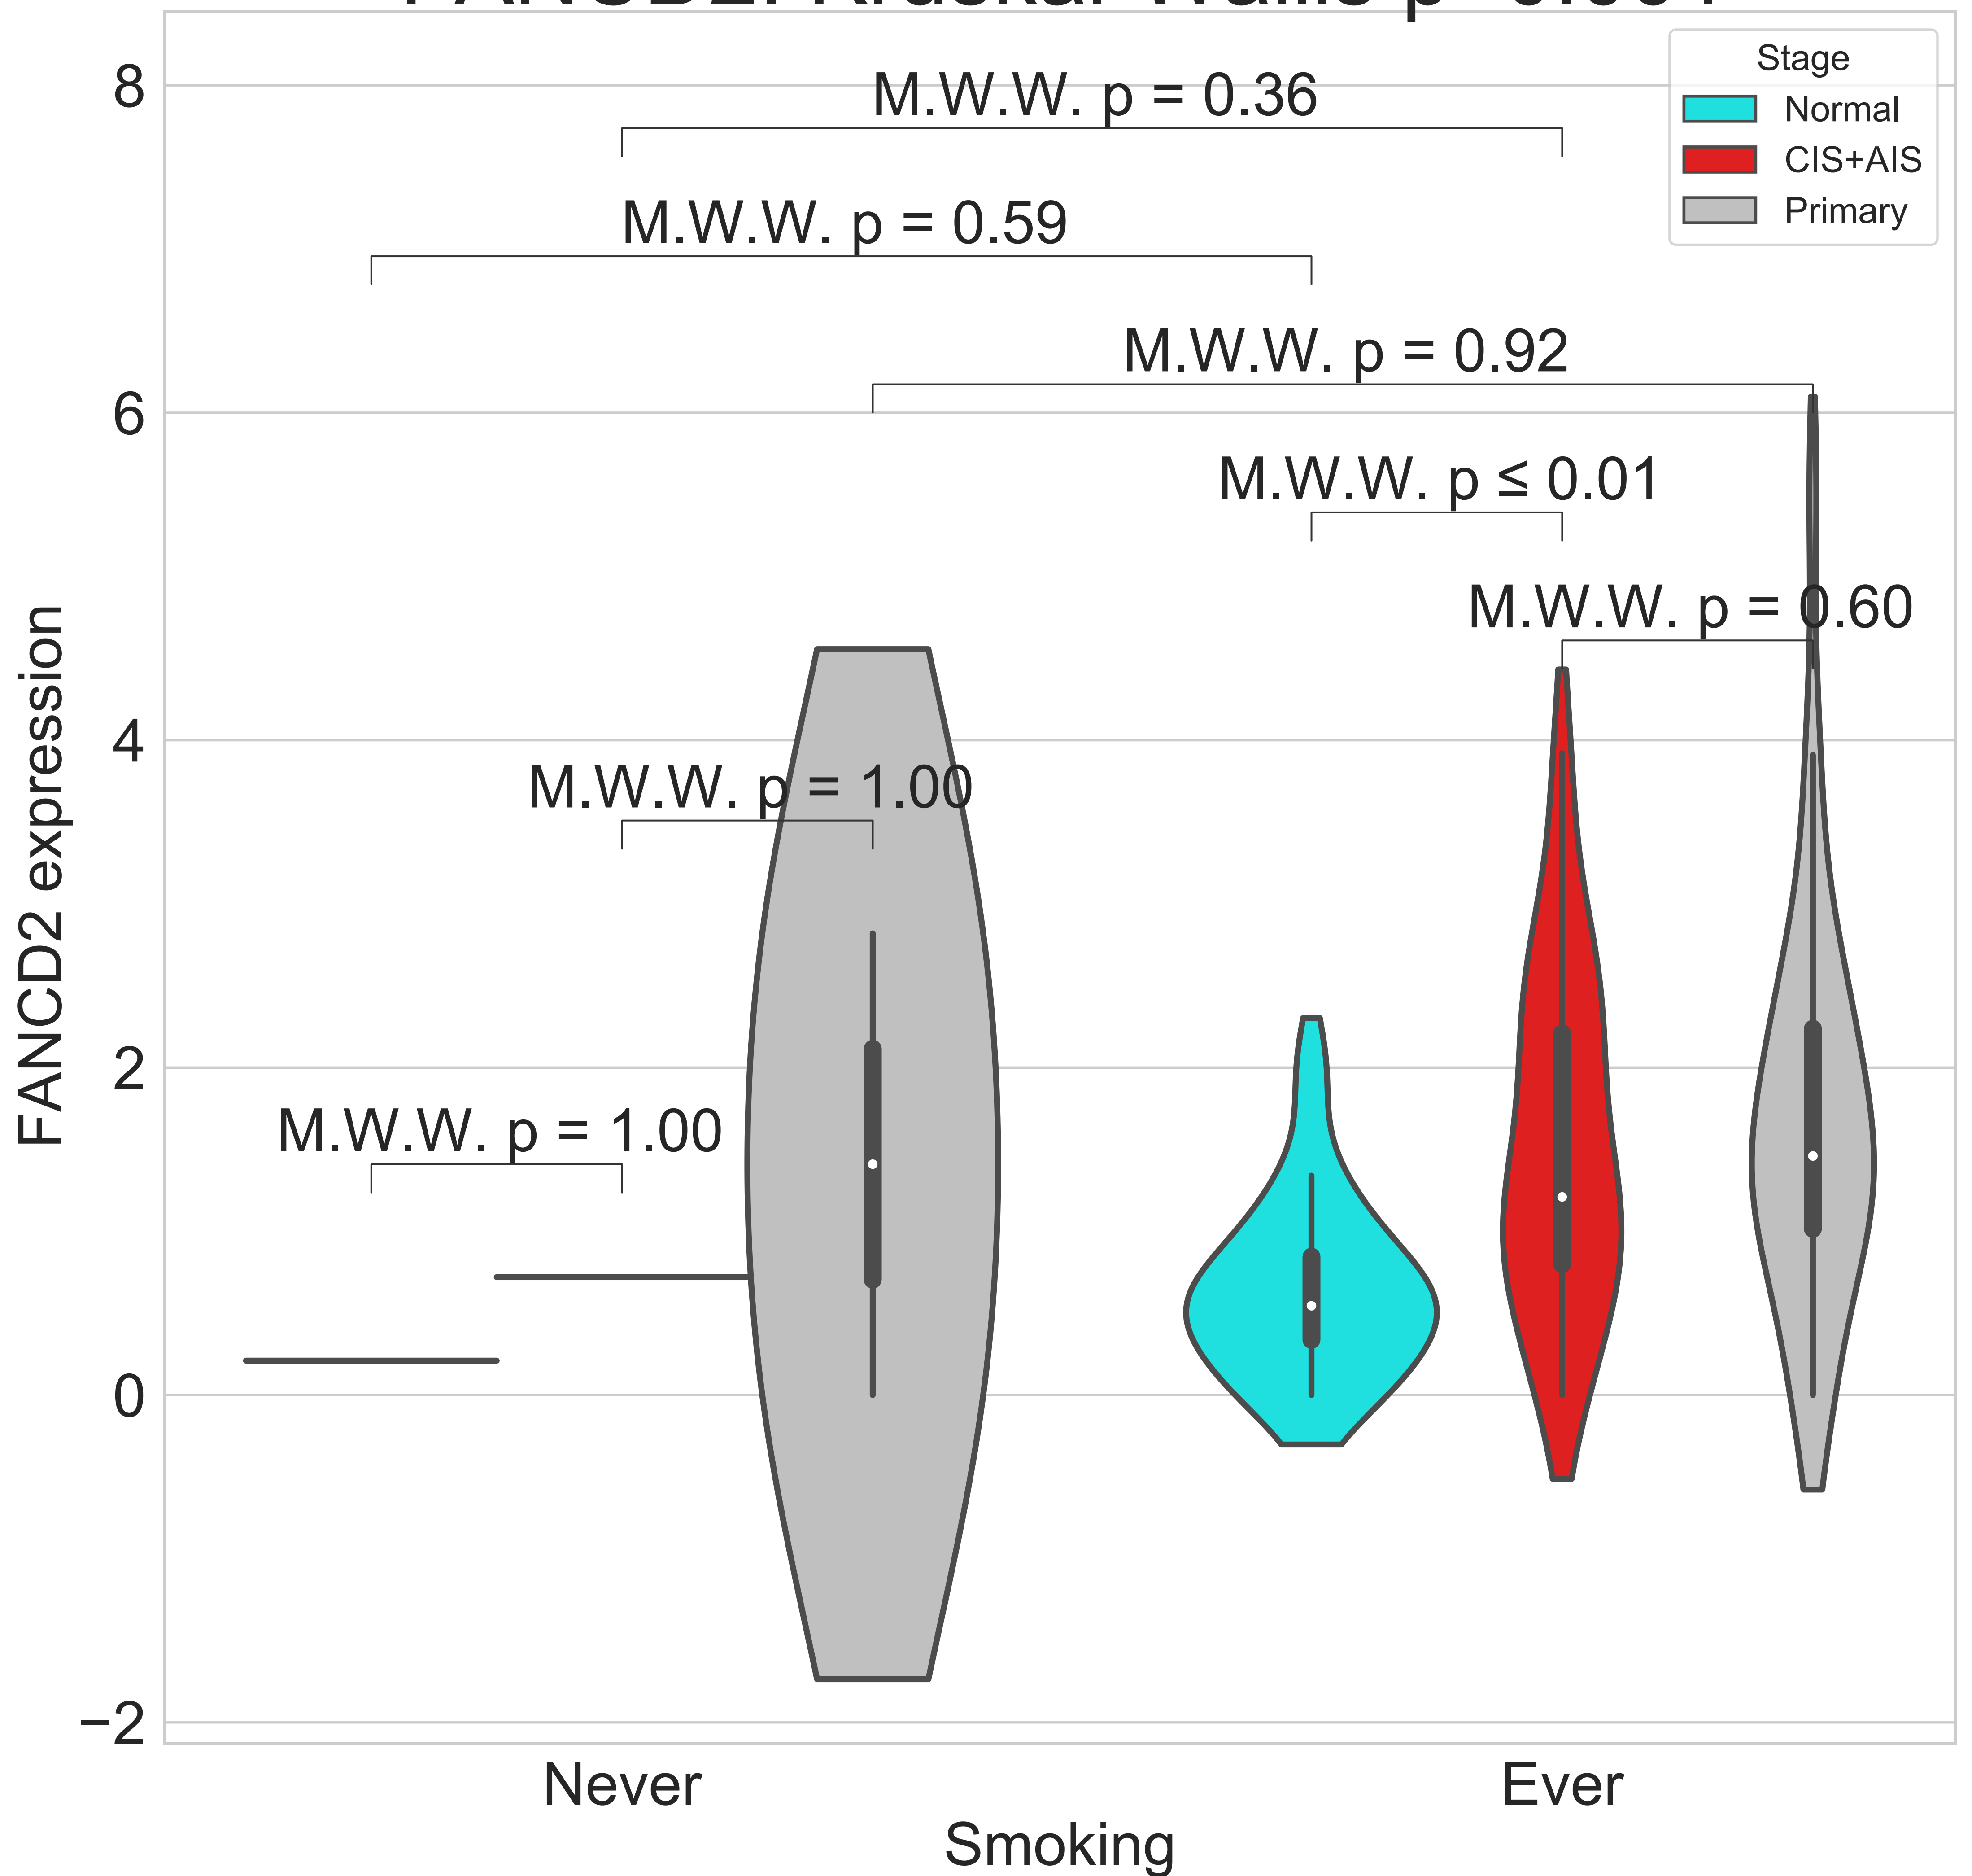 8
6
4
2
0
−2
FANCD2 expression
Stage
Normal
CIS+AIS
Primary
M.W.W. p = 0.36
M.W.W. p = 0.59
M.W.W. p = 0.92
M.W.W. p ≤ 0.01
M.W.W. p = 0.60
M.W.W. p = 1.00
M.W.W. p = 1.00
Never
Ever
Smoking